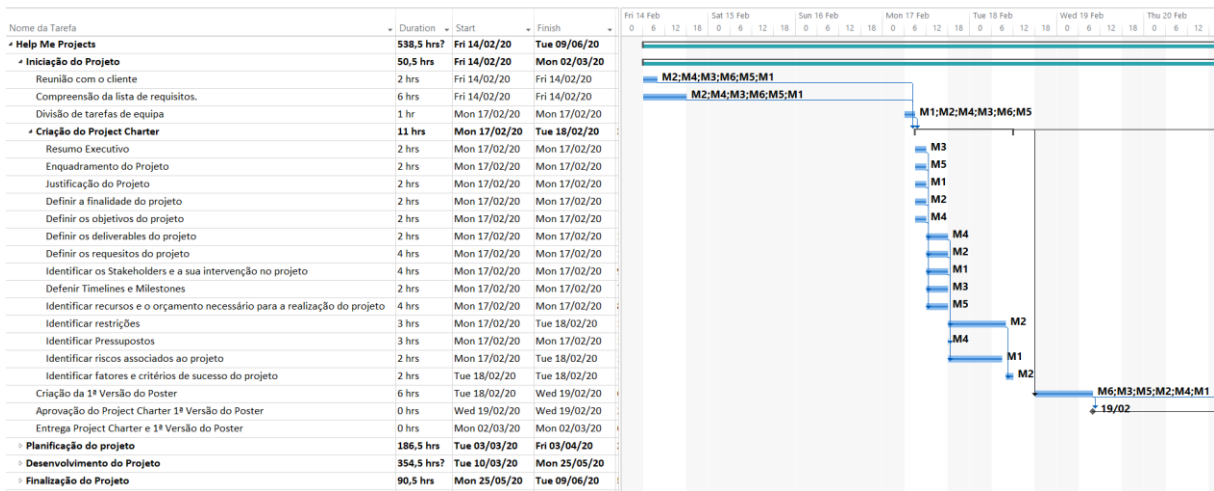 Fri 14 Feb Sat 15 Feb Sun 16 Feb Mon 17 Feb Tue 18 Feb Wed 19 Feb Thu 20 Feb
Nome da Tarefa Duration Start Finish 0 6 12 18 0 6 12 18 0 6 12 18 0 6 12 18 0 6 12 18 0 6 12 18 0 6 12
Help Me Projects 538,5 hrs? Fri 14/02/20 Tue 09/06/20
Iniciação do Projeto 50,5 hrs Fri 14/02/20 Mon 02/03/20
Reunião com o cliente 2 hrs Fri 14/02/20 Fri 14/02/20 M2;M4;M3;M6;M5;M1
Compreensão da lista de requisitos. 6 hrs Fri 14/02/20 Fri 14/02/20 M2;M4;M3;M6;M5;M1
Divisão de tarefas de equipa 1 hr Mon 17/02/20 Mon 17/02/20 M1;M2;M4;M3;M6;M5
Criação do Project Charter 11 hrs Mon 17/02/20 Tue 18/02/20
Resumo Executivo 2 hrs Mon 17/02/20 Mon 17/02/20 M3
Enquadramento do Projeto 2 hrs Mon 17/02/20 Mon 17/02/20 M5
Justificação do Projeto 2 hrs Mon 17/02/20 Mon 17/02/20 M1
Definir a finalidade do projeto 2 hrs Mon 17/02/20 Mon 17/02/20 M2
Definir os objetivos do projeto 2 hrs Mon 17/02/20 Mon 17/02/20 M4
Definir os deliverables do projeto 2 hrs Mon 17/02/20 Mon 17/02/20 M4
Definir os requesitos do projeto 4 hrs Mon 17/02/20 Mon 17/02/20 M2
Identificar os Stakeholders e a sua intervenção no projeto 4 hrs Mon 17/02/20 Mon 17/02/20 M1
Defenir Timelines e Milestones 2 hrs Mon 17/02/20 Mon 17/02/20 M3
Identificar recursos e o orçamento necessário para a realização do projeto 4 hrs Mon 17/02/20 Mon 17/02/20 M5
Identificar restrições 3 hrs Mon 17/02/20 Tue 18/02/20 M2
Identificar Pressupostos 3 hrs Mon 17/02/20 Mon 17/02/20 M4
Identificar riscos associados ao projeto 2 hrs Mon 17/02/20 Tue 18/02/20 M1
Identificar fatores e critérios de sucesso do projeto 2 hrs Tue 18/02/20 Tue 18/02/20 M2
Criação da 1ª Versão do Poster 6 hrs Tue 18/02/20 Wed 19/02/20 M6;M3;M5;M2;M4;M1
Aprovação do Project Charter 1ª Versão do Poster 0 hrs Wed 19/02/20 Wed 19/02/20 19/02
Entrega Project Charter e 1ª Versão do Poster 0 hrs Mon 02/03/20 Mon 02/03/20
Planificação do projeto 186,5 hrs Tue 03/03/20 Fri 03/04/20
Desenvolvimento do Projeto 354,5 hrs? Tue 10/03/20 Mon 25/05/20
Finalização do Projeto 90,5 hrs Mon 25/05/20 Tue 09/06/20